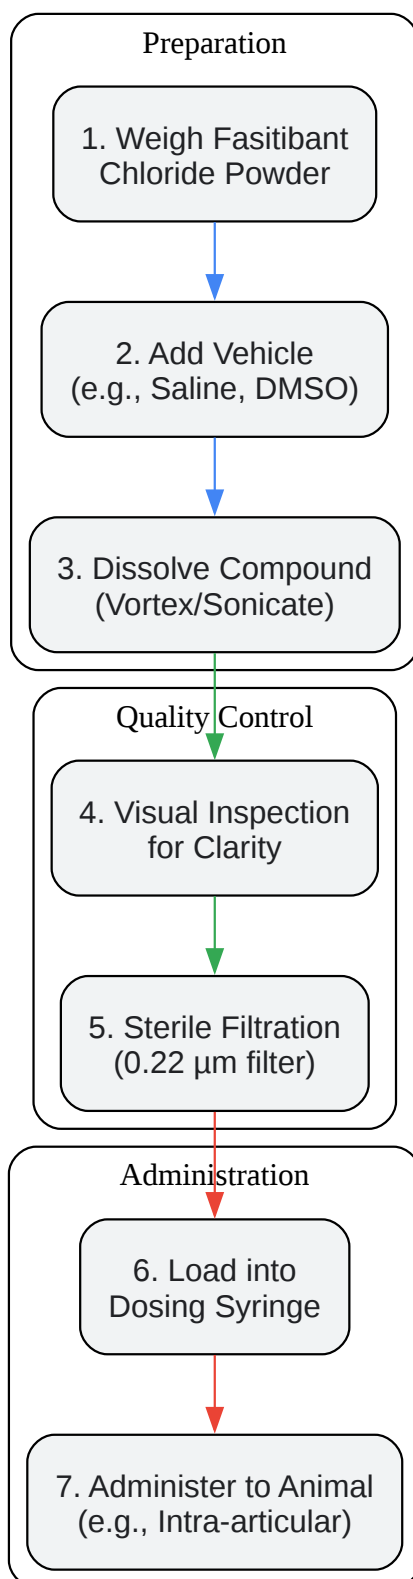 Preparation
1. Weigh Fasitibant
Chloride Powder
2. Add Vehicle
(e.g., Saline, DMSO)
3. Dissolve Compound
(Vortex/Sonicate)
Quality Control
4. Visual Inspection
for Clarity
5. Sterile Filtration
(0.22 µm filter)
Administration
6. Load into
Dosing Syringe
7. Administer to Animal
(e.g., Intra-articular)